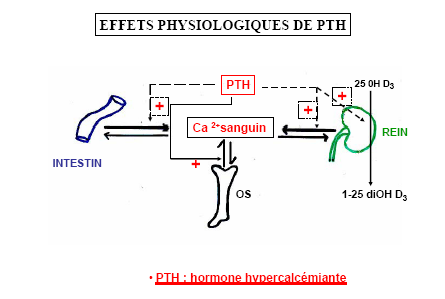 EFFETS PHYSIOLOGIQUES DE PTH
PTH
25 0H D3
+
+
+
Ca 2+sanguin
REIN
INTESTIN
+
OS
1-25 diOH D3
• PTH : hormone hypercalcémiante